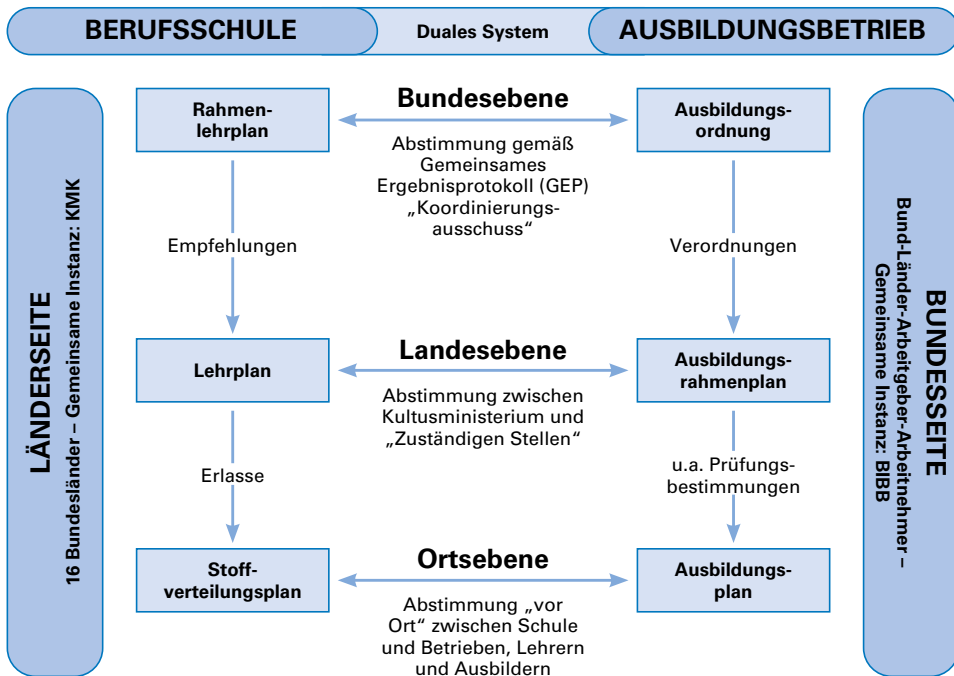 BERUFSSCHULE
Duales System
AUSBILDUNGSBETRIEB
LÄNDERSEITE
16 Bundesländer – Gemeinsame Instanz: KMK
Rahmen-
lehrplan
Bundesebene
Abstimmung gemäß
Gemeinsames
Ergebnisprotokoll (GEP)
„Koordinierungs-
ausschuss“
Ausbildungs-
ordnung
Empfehlungen
Verordnungen
Lehrplan
Landesebene
Abstimmung zwischen
Kultusministerium und
„Zuständigen Stellen“
Ausbildungs-
rahmenplan
Erlasse
u.a. Prüfungs-
bestimmungen
Stoff-
verteilungsplan
Ortsebene
Abstimmung „vor
Ort“ zwischen Schule
und Betrieben, Lehrern
und Ausbildern
Ausbildungs-
plan
BUNDESSEITE
Bund-Länder-Arbeitgeber-Arbeitnehmer –
Gemeinsame Instanz: BIBB